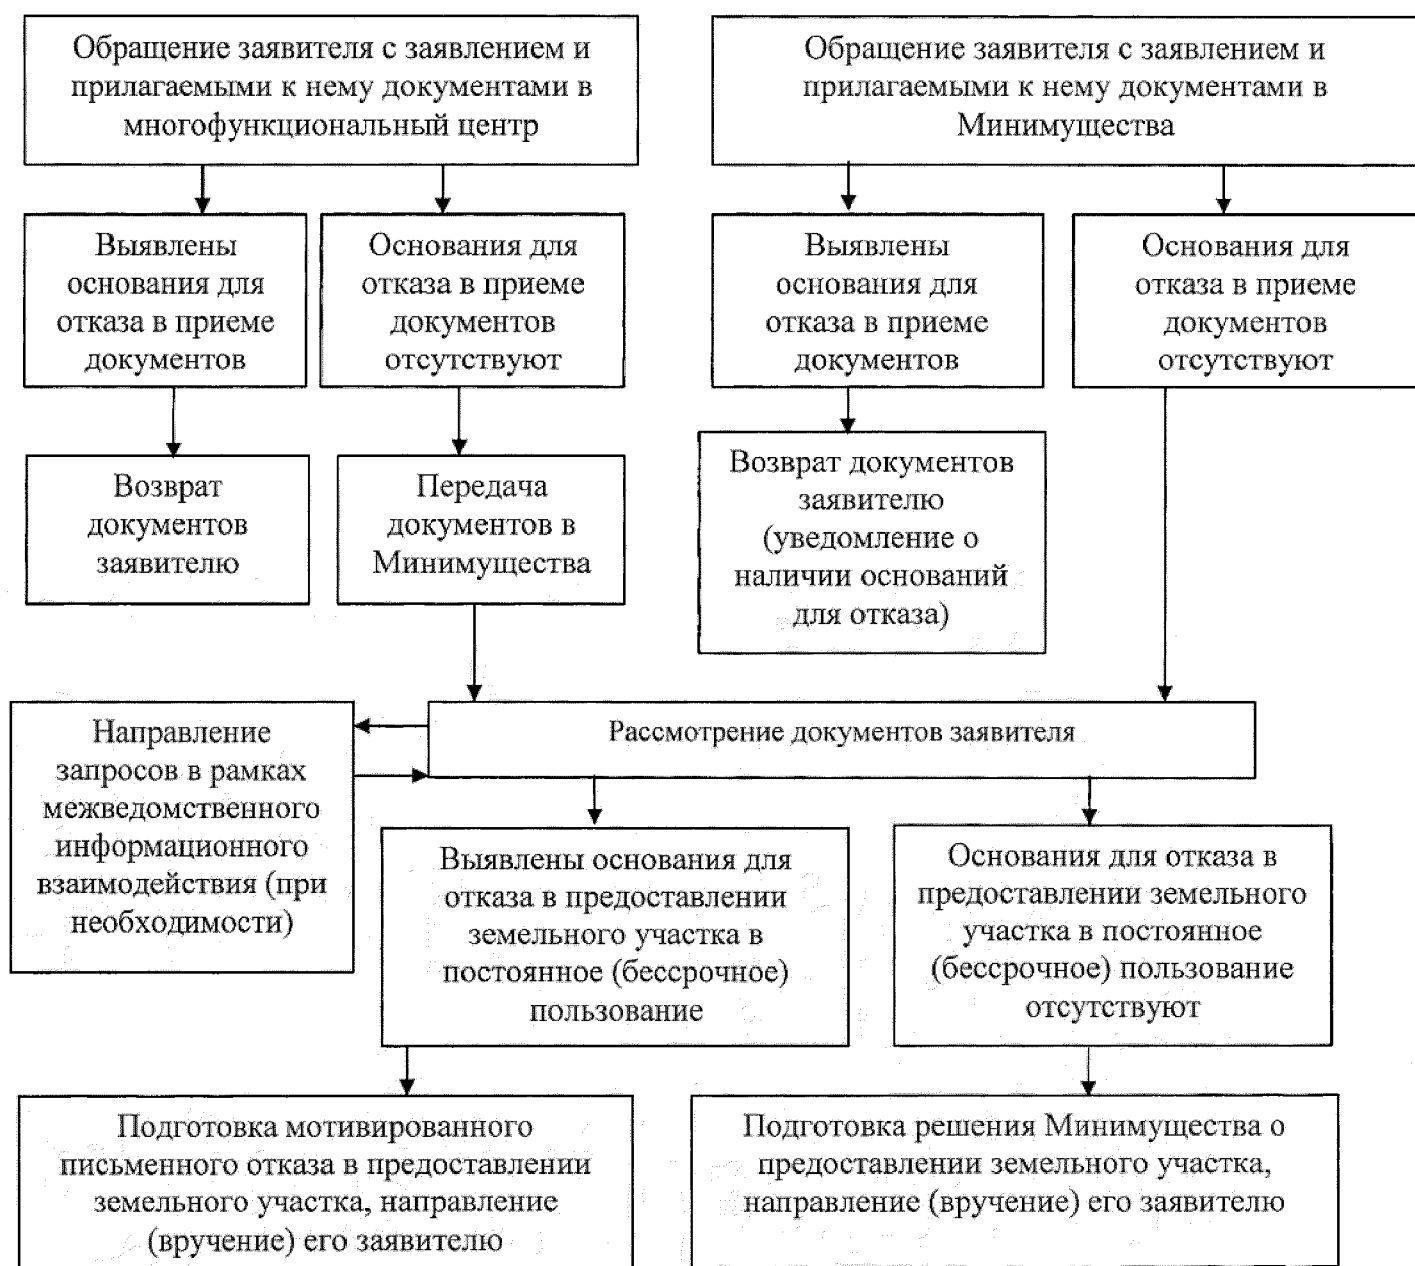 Обращение заявителя с заявлением и
прилагаемыми к нему документами в
многофункциональный центр
Обращение заявителя с заявлением и
прилагаемыми к нему документами в
Минимущества
Выявлены
основания для
отказа в приеме
документов
Основания для
отказа в приеме
документов
отсутствуют
Выявлены
основания для
отказа в приеме
документов
Основания для
отказа в приеме
документов
отсутствуют
Возврат
документов
заявителю
Передача
документов в
Минимущества
Возврат документов
заявителю
(уведомление о
наличии оснований
для отказа)
Направление
запросов в рамках
межведомственного
информационного
взаимодействия (при
необходимости)
Рассмотрение документов заявителя
Выявлены основания для
отказа в предоставлении
земельного участка в
постоянное (бессрочное)
пользование
Основания для отказа в
предоставлении земельного
участка в постоянное
(бессрочное) пользование
отсутствуют
Подготовка мотивированного
письменного отказа в предоставлении
земельного участка, направление
(вручение) его заявителю
Подготовка решения Минимущества о
предоставлении земельного участка,
направление (вручение) его заявителю